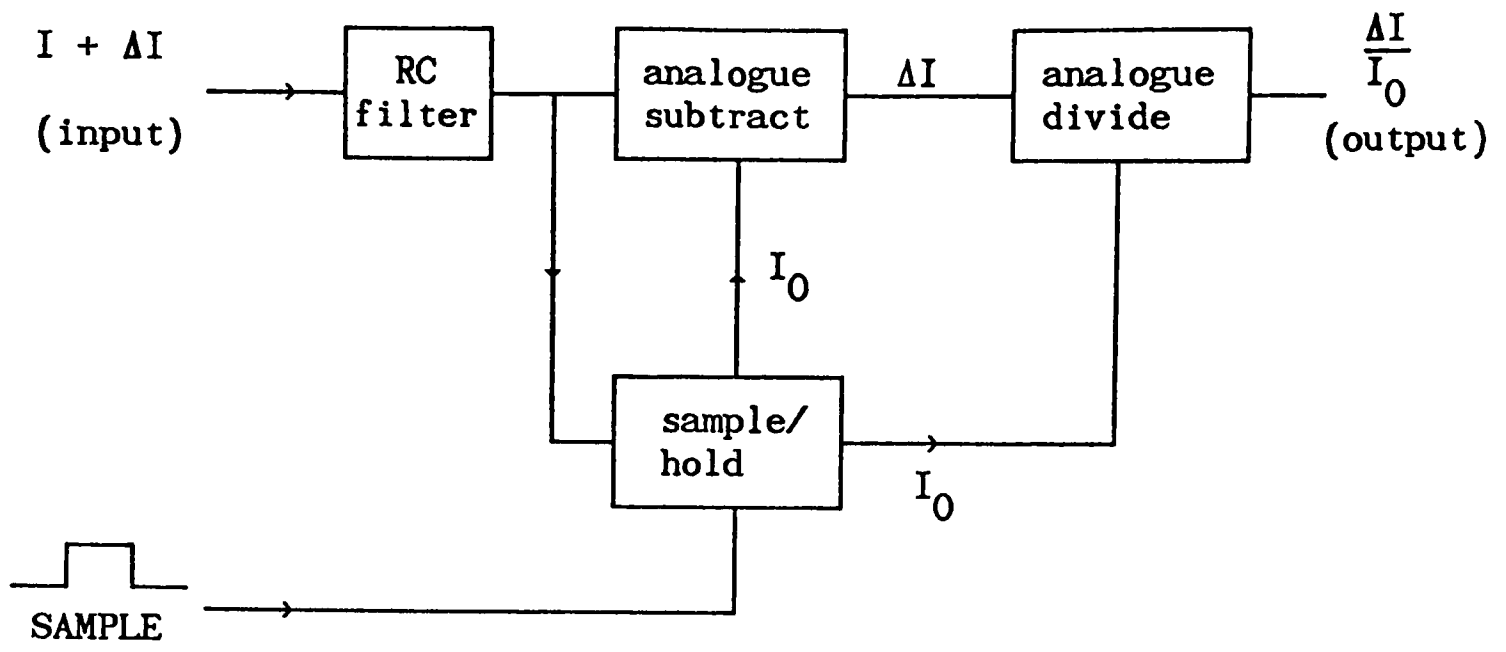 I + ΔI
(input)
RC
filter
analogue
subtract
ΔI
analogue
divide
ΔI
I0
(output)
I0
sample/
hold
I0
SAMPLE